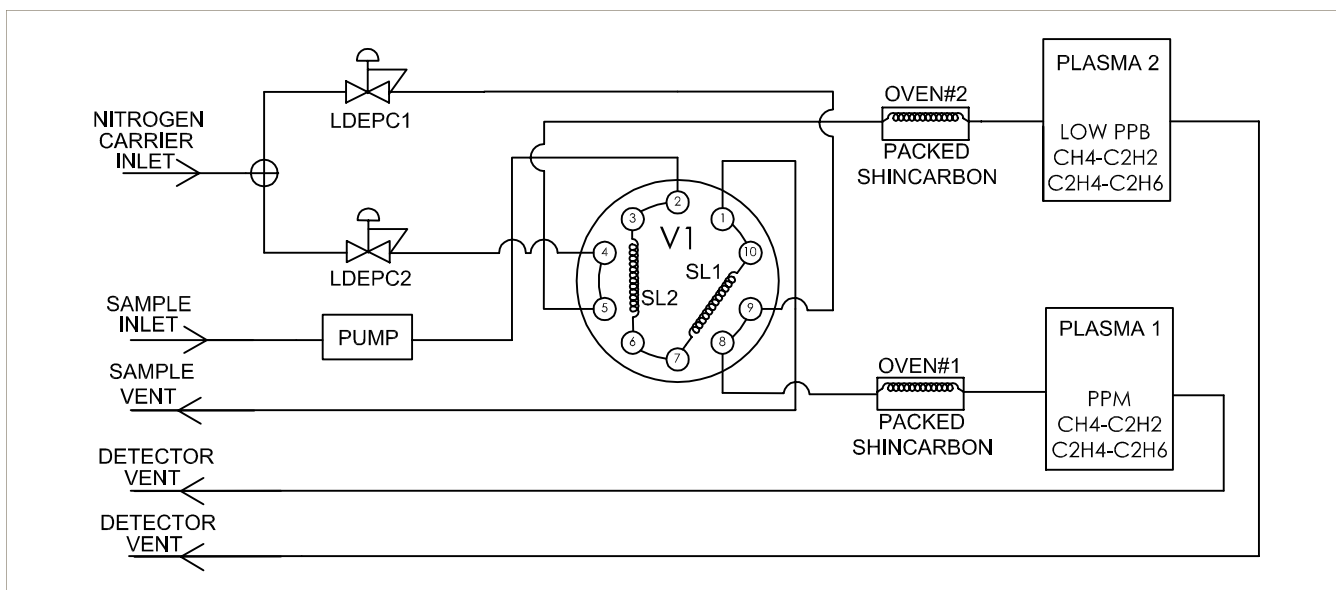 LDEPC1
NITROGEN
CARRIER
INLET
LDEPC2
SAMPLE
INLET
PUMP
SAMPLE
VENT
DETECTOR
VENT
DETECTOR
VENT
V1
SL1
SL2
2
1
3
10
4
5
9
6
8
7
OVEN#2
PACKED
SHINCARBON
PLASMA 2
LOW PPB
CH4-C2H2
C2H4-C2H6
OVEN#1
PACKED
SHINCARBON
PLASMA 1
PPM
CH4-C2H2
C2H4-C2H6